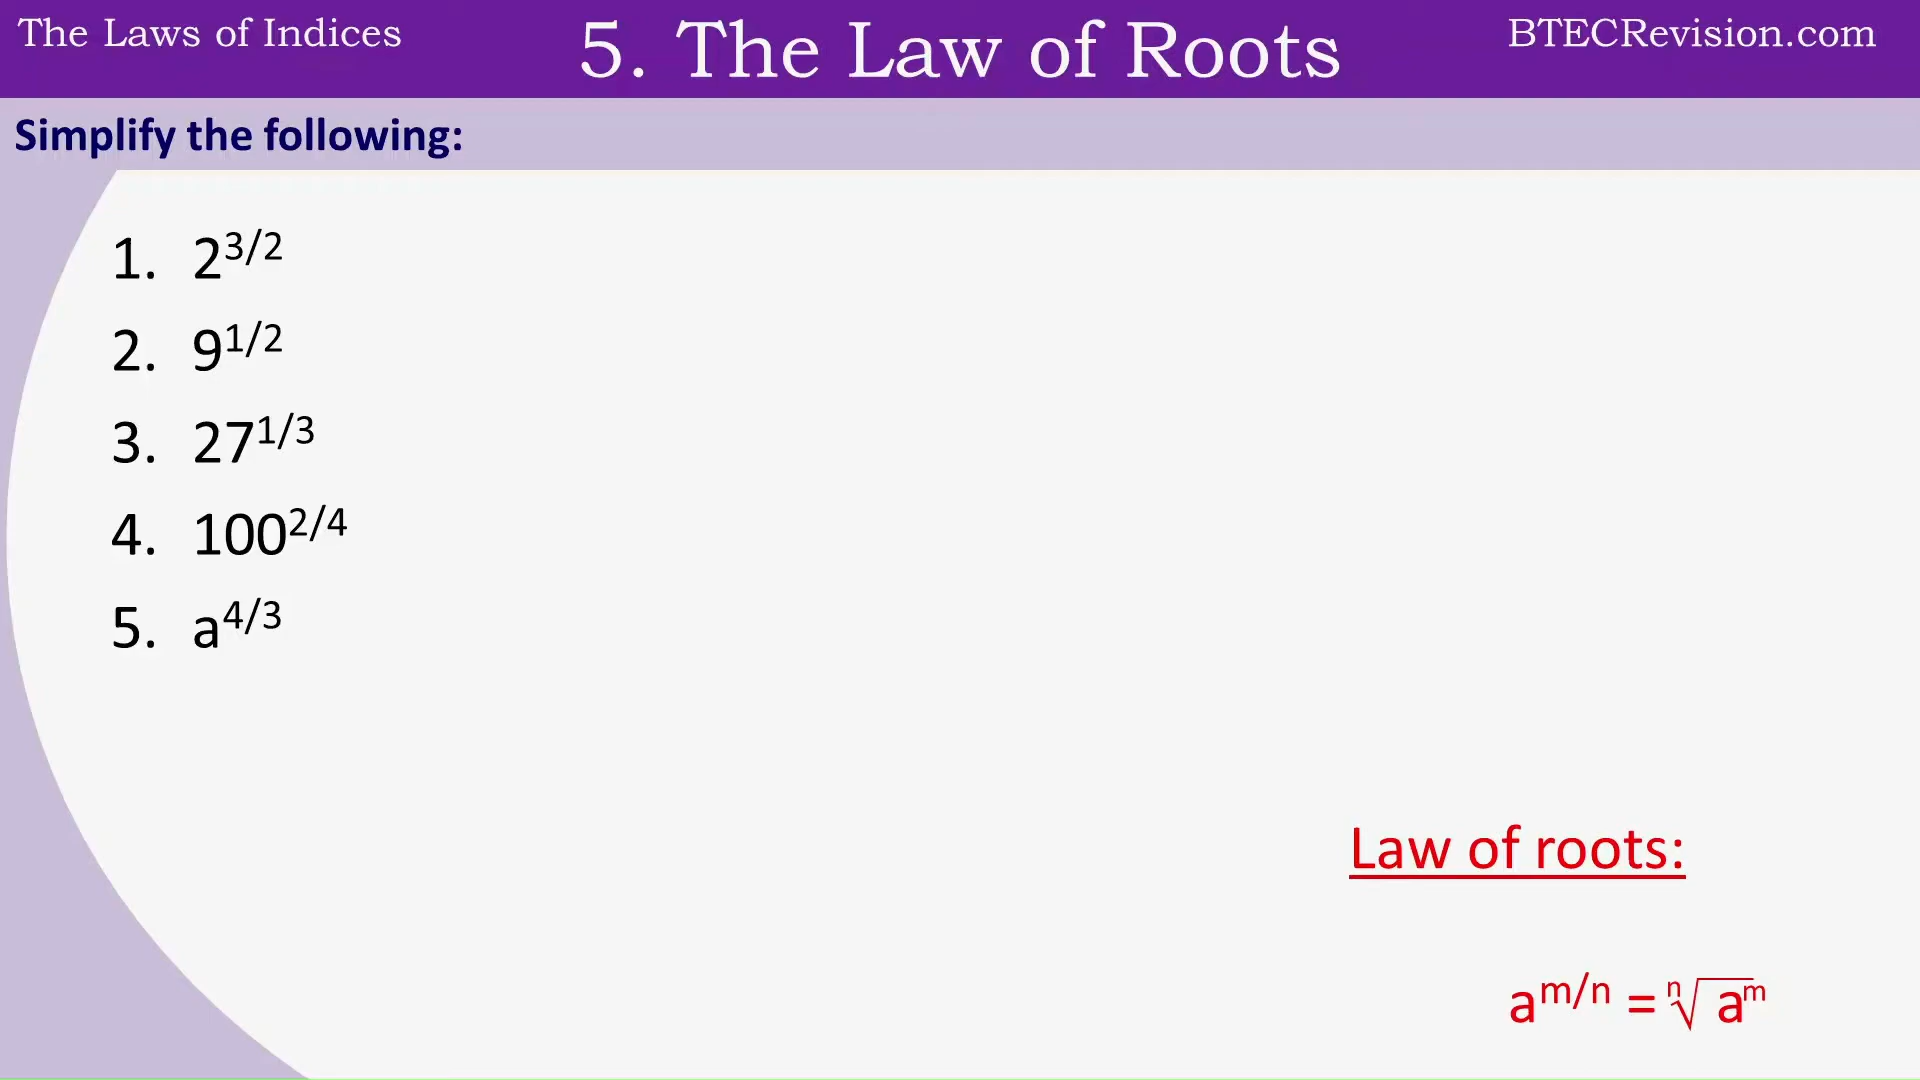 The Laws of Indices
5. The Law of Roots
BTECRevision.com
Simplify the following:
1. 2^{3/2}
2. 9^{1/2}
3. 27^{1/3}
4. 100^{2/4}
5. a^{4/3}
Law of roots:
a^{m/n} = ⁿ√a^m